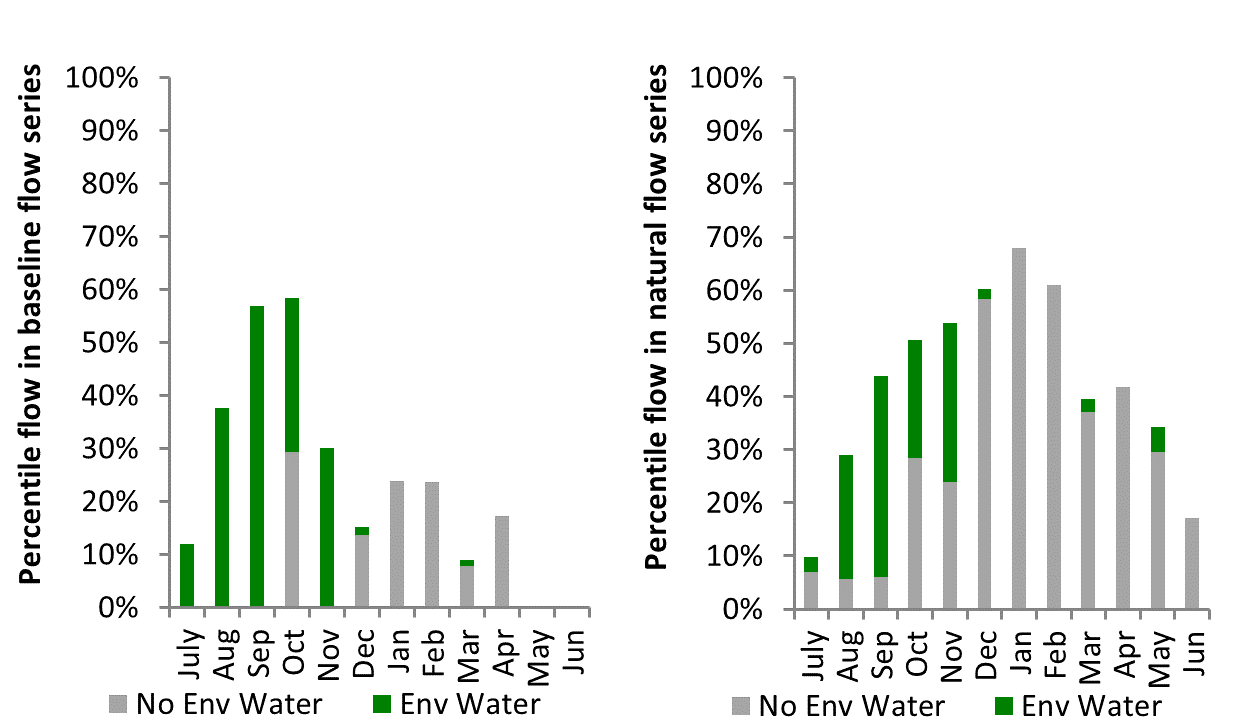 Percentile flow in baseline flow series
100%
90%
80%
70%
60%
50%
40%
30%
20%
10%
0%
July
Aug
Sep
Oct
Nov
Dec
Jan
Feb
Mar
Apr
May
Jun
No Env Water
Env Water
Percentile flow in natural flow series
100%
90%
80%
70%
60%
50%
40%
30%
20%
10%
0%
July
Aug
Sep
Oct
Nov
Dec
Jan
Feb
Mar
Apr
May
Jun
No Env Water
Env Water